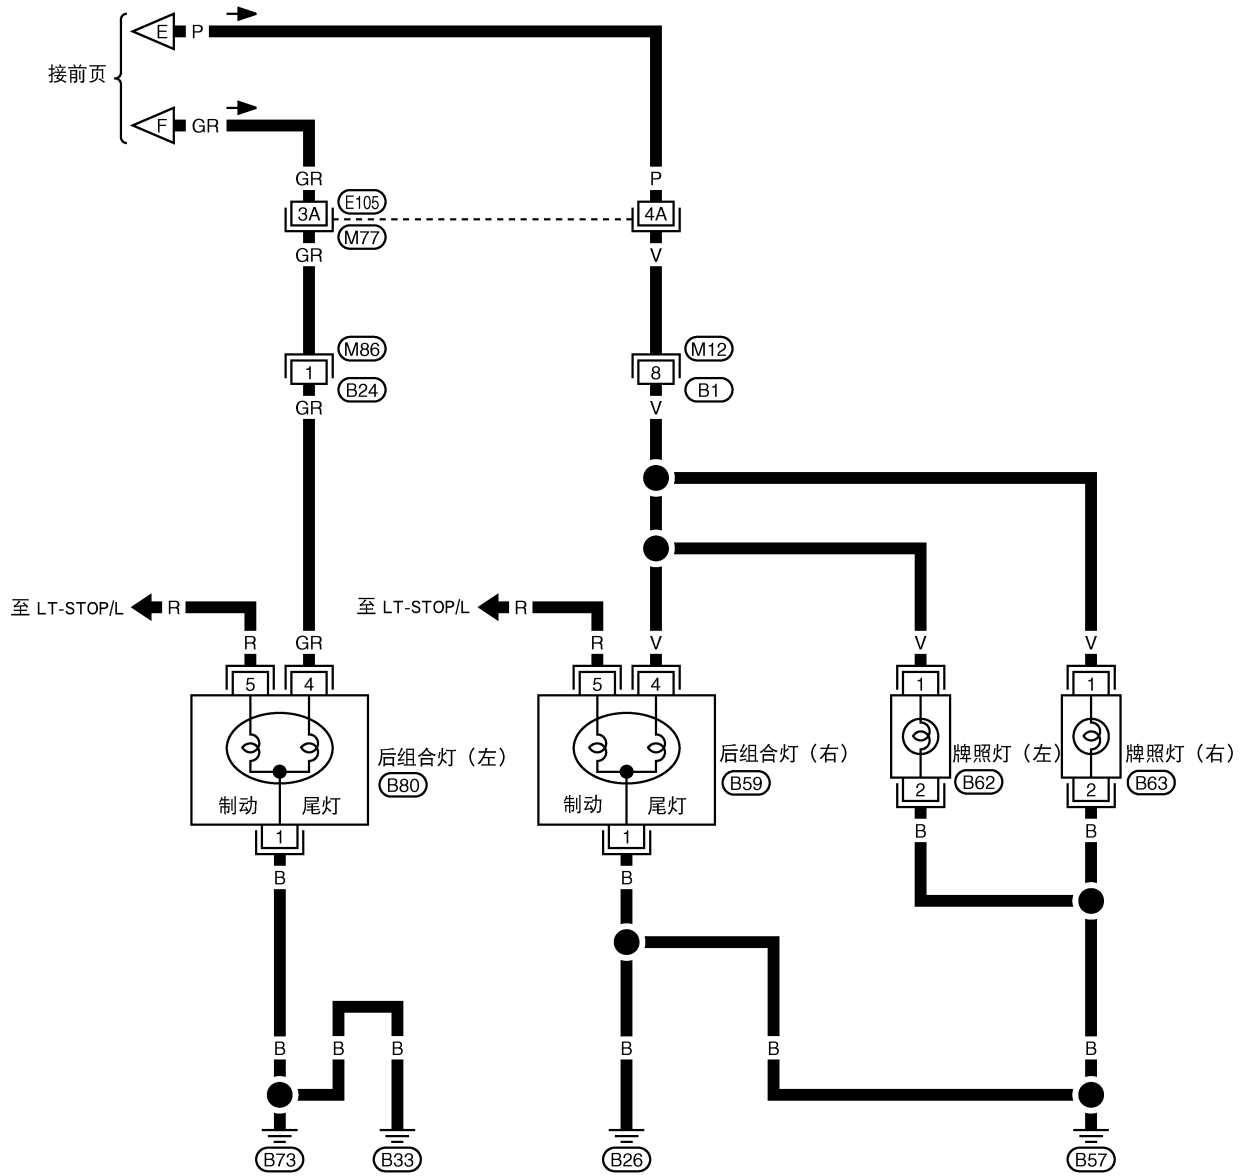 E P
接前页
F GR
GR P
3A E105 4A
M77
GR V
M86 M12
1 8
B24 B1
GR V
至 LT-STOP/L R 至 LT-STOP/L R
R GR R V V V
5 4 5 4 1 1
后组合灯（左） 后组合灯（右） 牌照灯（左） 牌照灯（右）
B80 B59 B62 B63
2 2
制动 尾灯 制动 尾灯
1 1
B B
B B
B B B B B B
B73 B33 B26 B57